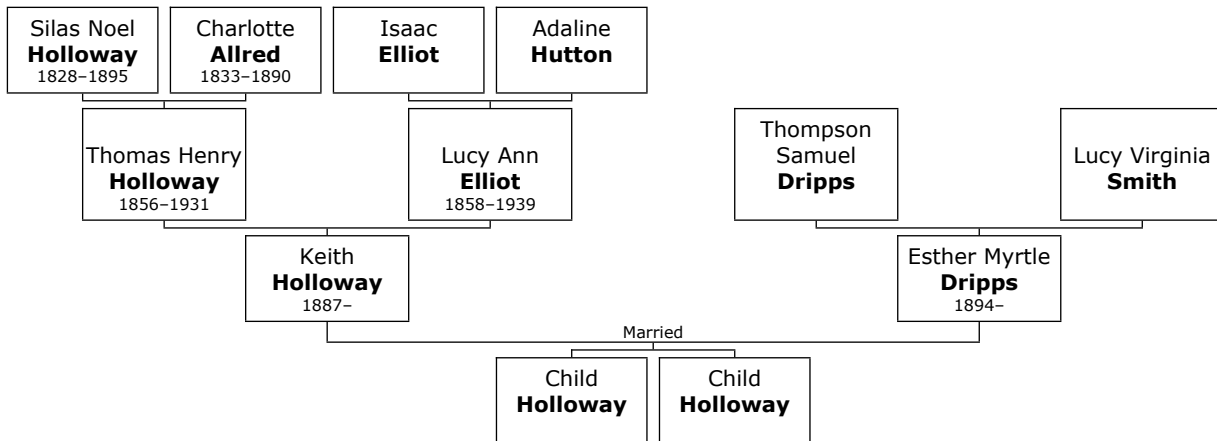 Silas Noel
Holloway
1828–1895
Charlotte
Allred
1833–1890
Isaac
Elliot
Adaline
Hutton
Thomas Henry
Holloway
1856–1931
Lucy Ann
Elliot
1858–1939
Thompson
Samuel
Dripps
Lucy Virginia
Smith
Keith
Holloway
1887–
Esther Myrtle
Dripps
1894–
Married
Child
Holloway
Child
Holloway